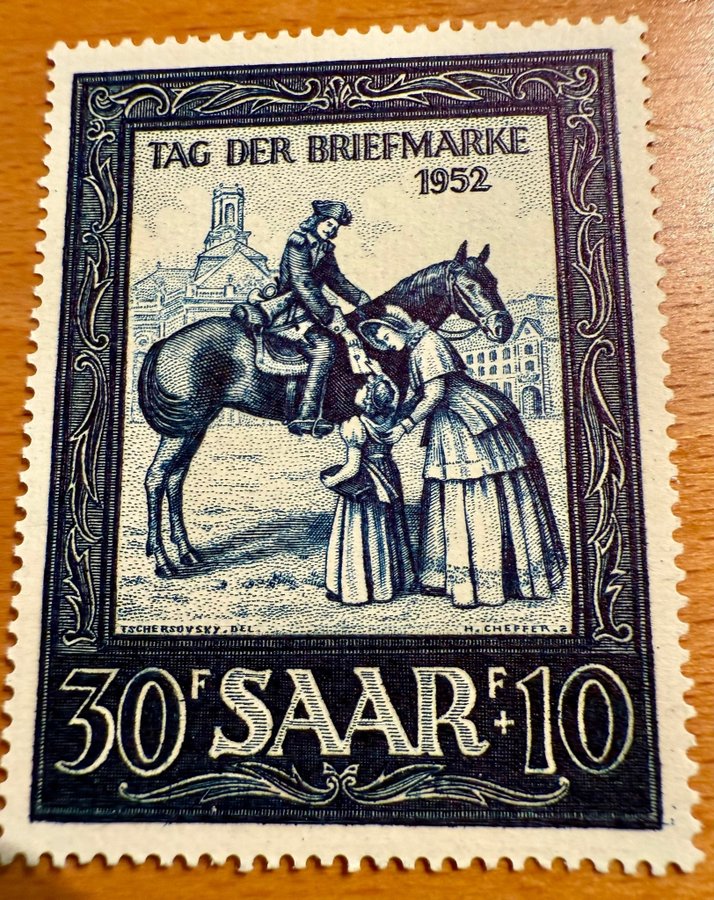 TAG DER BRIEFMARKE
1952
TSCHERSOVSKY.DEL.
H. CHEFFER.
30F SAAR F+10